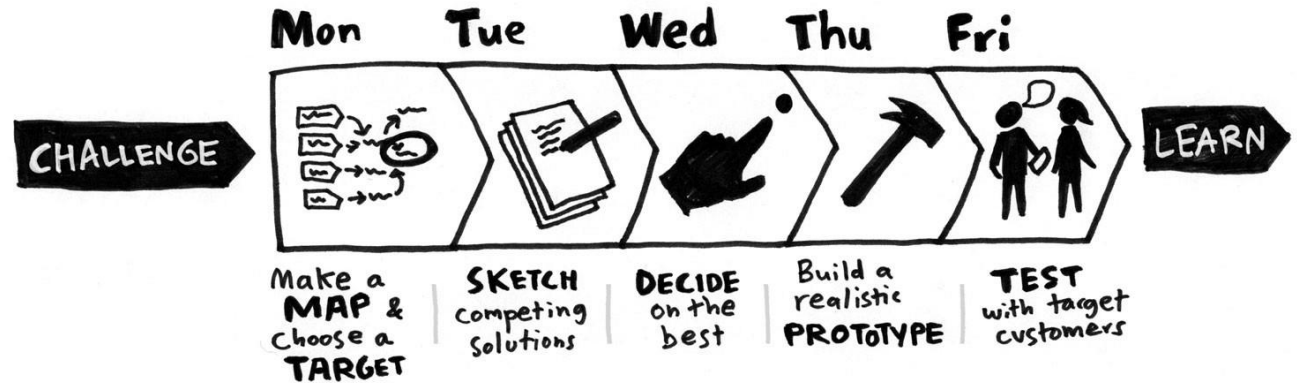 Mon Tue Wed Thu Fri
CHALLENGE
LEARN
Make a
MAP &
choose a
TARGET
SKETCH
competing
solutions
DECIDE
on the
best
Build a
realistic
PROTOTYPE
TEST
with target
customers